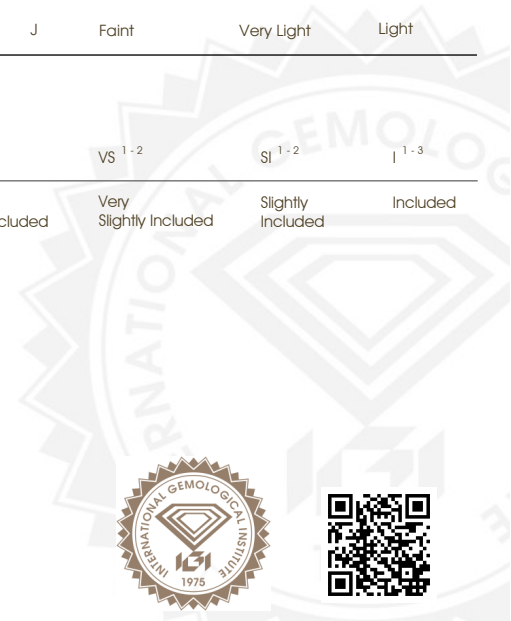 J Faint Very Light Light
VS 1 - 2 SI 1 - 2 I 1 - 3
Very Slightly Included
cluded Slightly Included Included
INTERNATIONAL GEMOLOGICAL INSTITUTE
IGI
1975